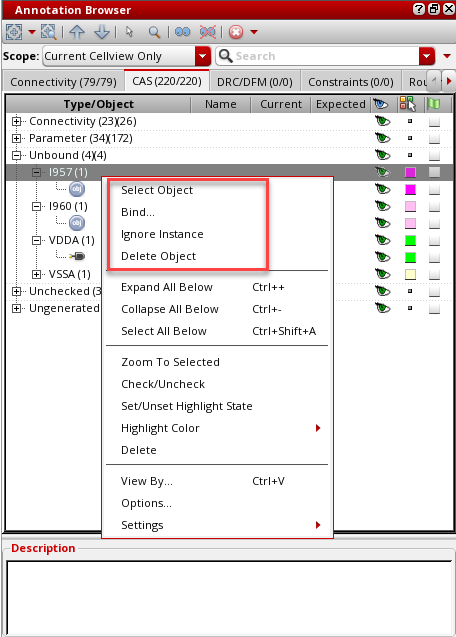 Annotation Browser
Scope: Current Cellview Only Search
Connectivity (79/79) CAS (220/220) DRC/DFM (0/0) Constraints (0/0) Rou
Type/Object Name Current Expected
Connectivity (23)(26)
Parameter (34)(172)
Unbound (4)(4)
I957 (1)
obj
I960 (1)
obj
VDDA (1)
VSSA (1)
Unchecked (3
Ungenerated
Select Object
Bind...
Ignore Instance
Delete Object
Expand All Below Ctrl++
Collapse All Below Ctrl+-
Select All Below Ctrl+Shift+A
Zoom To Selected
Check/Uncheck
Set/Unset Highlight State
Highlight Color
Delete
View By... Ctrl+V
Options...
Settings
Description